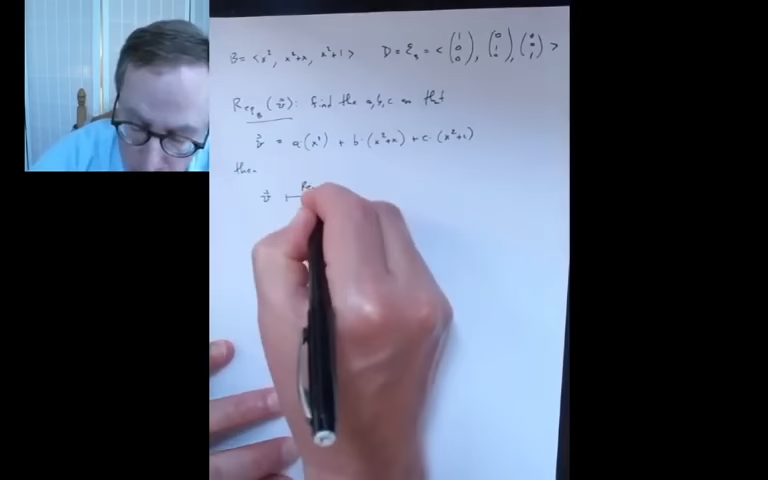 B = < x², x²+x, x²+1 >   D = ℰ₃ = < (1 0 0), (0 1 0), (0 0 1) >
Rep_B (v⃗): find the a, b, c so that
v⃗ = a·(x²) + b·(x²+x) + c·(x²+1)
then
v⃗ ↦ Re